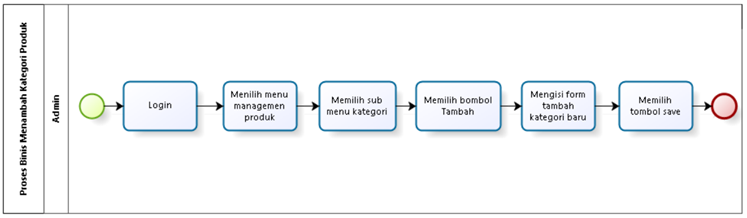 Proses Binis Menambah Kategori Produk
Admin
Login
Menilih menu
managemen
produk
Memilih sub
menu kategori
Memilih bombol
Tambah
Mengisi form
tambah
kategori baru
Memilih
tombol save